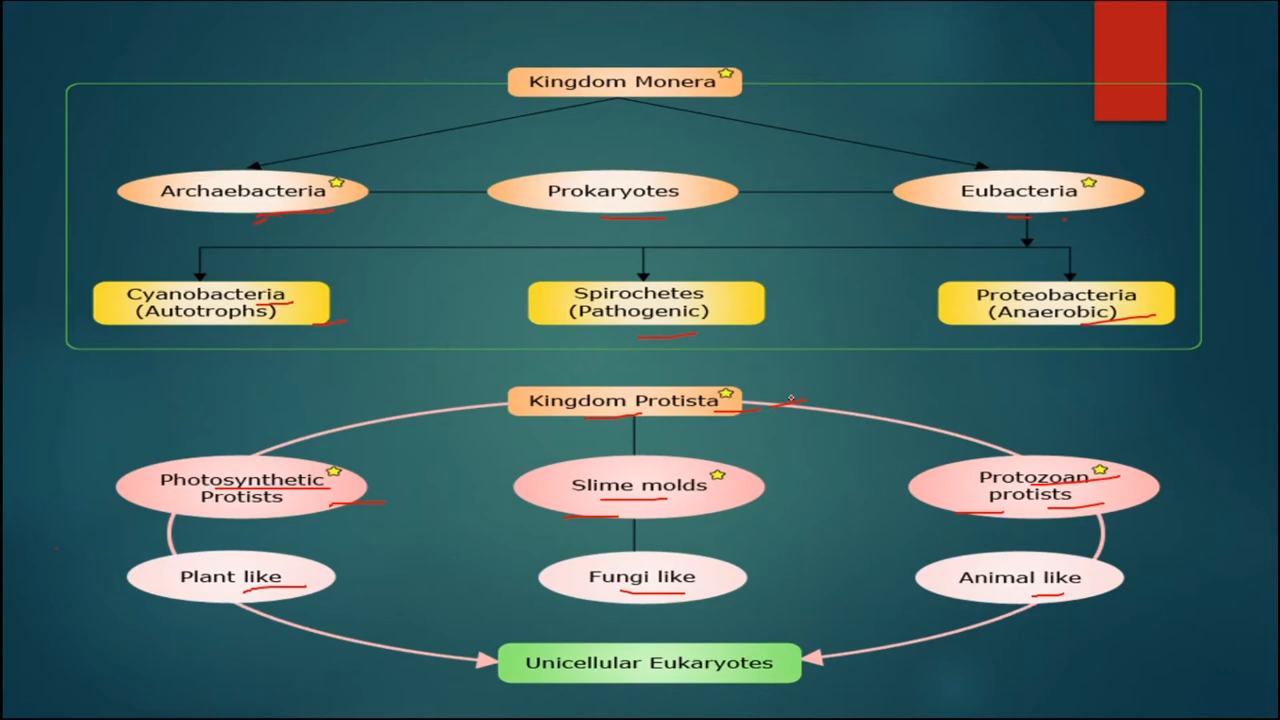 Kingdom Monera
Archaebacteria
Prokaryotes
Eubacteria
Cyanobacteria
(Autotrophs)
Spirochetes
(Pathogenic)
Proteobacteria
(Anaerobic)
Kingdom Protista
Photosynthetic
Protists
Slime molds
Protozoan
protists
Plant like
Fungi like
Animal like
Unicellular Eukaryotes